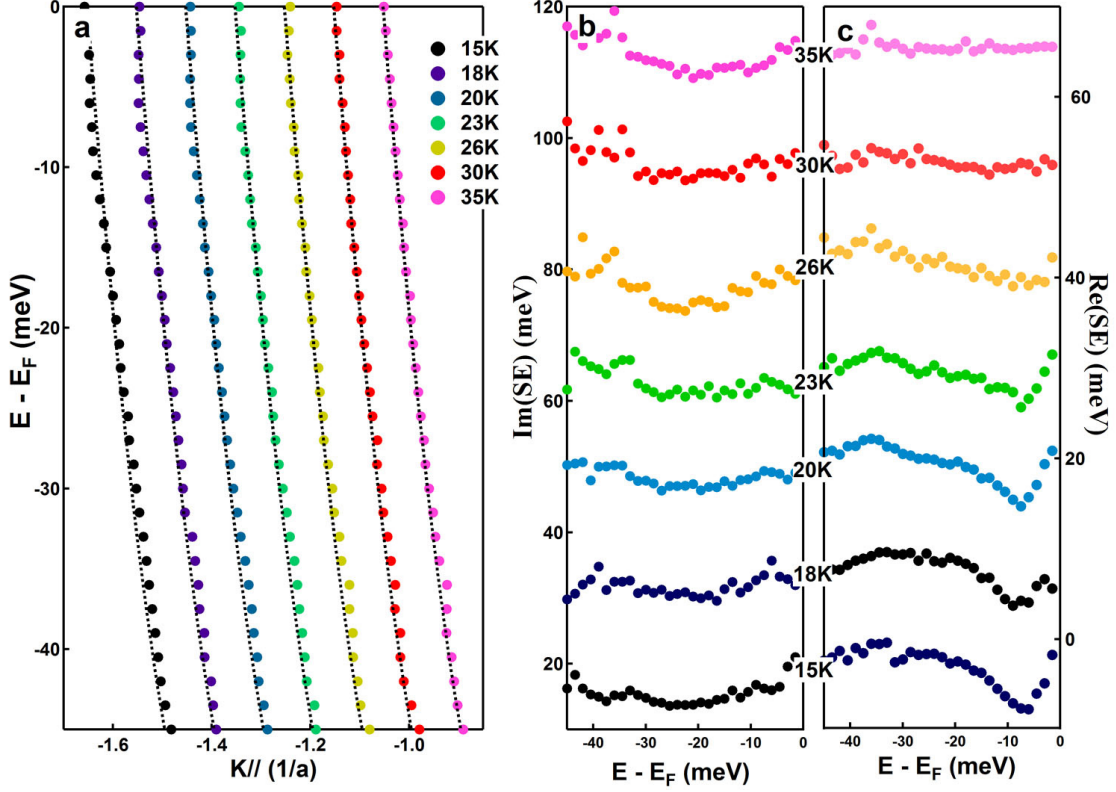 a
0
-10
-20
-30
-40
E - EF (meV)
-1.6
-1.4
-1.2
-1.0
K// (1/a)
15K
18K
20K
23K
26K
30K
35K
b
120
100
80
60
40
20
Im(SE) (meV)
-40
-30
-20
-10
0
E - EF (meV)
35K
30K
26K
23K
20K
18K
15K
c
60
40
20
0
Re(SE) (meV)
-40
-30
-20
-10
0
E - EF (meV)